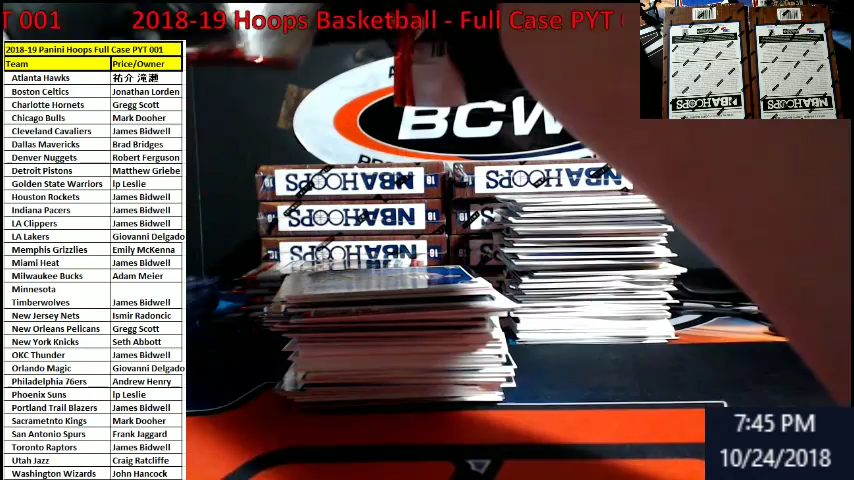 T 001 2018-19 Hoops Basketball - Full Case PYT
2018-19 Panini Hoops Full Case PYT 001
Team Price/Owner
Atlanta Hawks 祐介 滝瀬
Boston Celtics Jonathan Lorden
Charlotte Hornets Gregg Scott
Chicago Bulls Mark Dooher
Cleveland Cavaliers James Bidwell
Dallas Mavericks Brad Bridges
Denver Nuggets Robert Ferguson
Detroit Pistons Matthew Griebe
Golden State Warriors lp Leslie
Houston Rockets James Bidwell
Indiana Pacers James Bidwell
LA Clippers James Bidwell
LA Lakers Giovanni Delgado
Memphis Grizzlies Emily McKenna
Miami Heat James Bidwell
Milwaukee Bucks Adam Meier
Minnesota
Timberwolves James Bidwell
New Jersey Nets Ismir Radoncic
New Orleans Pelicans Gregg Scott
New York Knicks Seth Abbott
OKC Thunder James Bidwell
Orlando Magic Giovanni Delgado
Philadelphia 76ers Andrew Henry
Phoenix Suns lp Leslie
Portland Trail Blazers James Bidwell
Sacrametnto Kings Mark Dooher
San Antonio Spurs Frank Jaggard
Toronto Raptors James Bidwell
Utah Jazz Craig Ratcliffe
Washington Wizards John Hancock
BCW
NBA HOOPS
NBA HOOPS
NBA HOOPS
NBA HOOPS
NBA HOOPS
NBA HOOPS
7:45 PM
10/24/2018